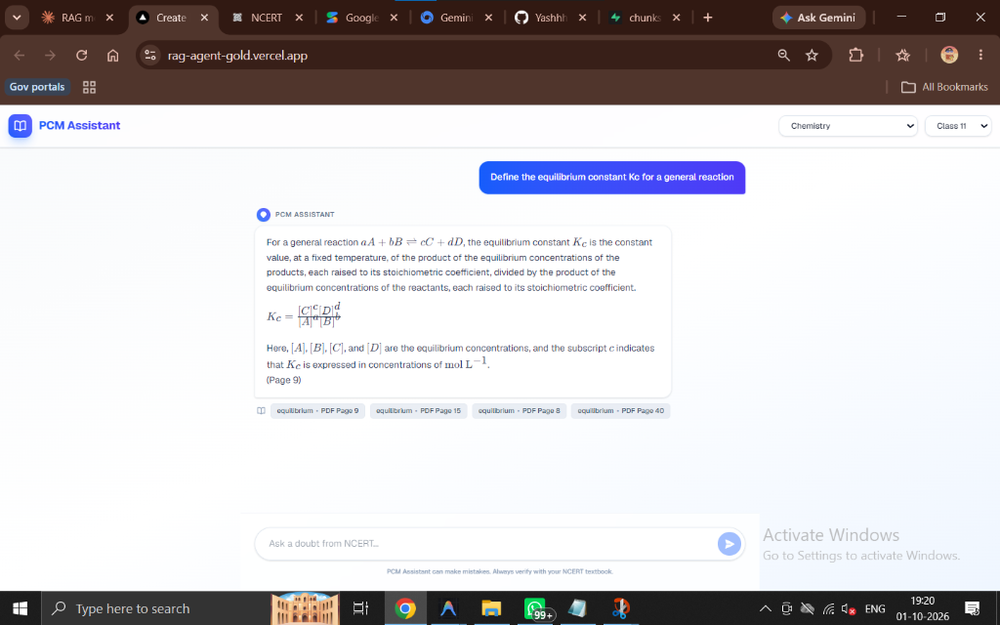 RAG m
Create
NCERT
Google
Gemini
Yashhh
chunks
Ask Gemini
rag-agent-gold.vercel.app
Gov portals
All Bookmarks
PCM Assistant
Chemistry
Class 11
Define the equilibrium constant Kc for a general reaction
PCM ASSISTANT
For a general reaction aA + bB ⇌ cC + dD, the equilibrium constant K_c is the constant
value, at a fixed temperature, of the product of the equilibrium concentrations of the
products, each raised to its stoichiometric coefficient, divided by the product of the
equilibrium concentrations of the reactants, each raised to its stoichiometric coefficient.
K_c = [C]^c[D]^d / [A]^a[B]^b
Here, [A], [B], [C], and [D] are the equilibrium concentrations, and the subscript c indicates
that K_c is expressed in concentrations of mol L^−1.
(Page 9)
equilibrium - PDF Page 9
equilibrium - PDF Page 15
equilibrium - PDF Page 8
equilibrium - PDF Page 40
Ask a doubt from NCERT...
PCM Assistant can make mistakes. Always verify with your NCERT textbook.
Activate Windows
Go to Settings to activate Windows.
Type here to search
99+
ENG
19:20
01-10-2026